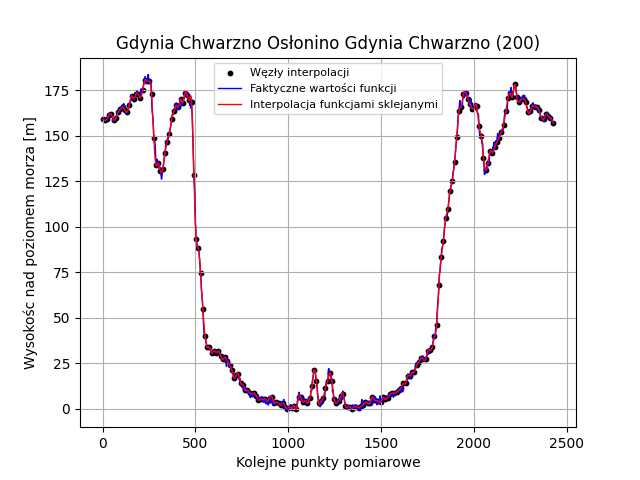 Gdynia Chwarzno Osłonino Gdynia Chwarzno (200)
Węzły interpolacji
Faktyczne wartości funkcji
Interpolacja funkcjami sklejanymi
Wysokośc nad poziomem morza [m]
175
150
125
100
75
50
25
0
0 500 1000 1500 2000 2500
Kolejne punkty pomiarowe